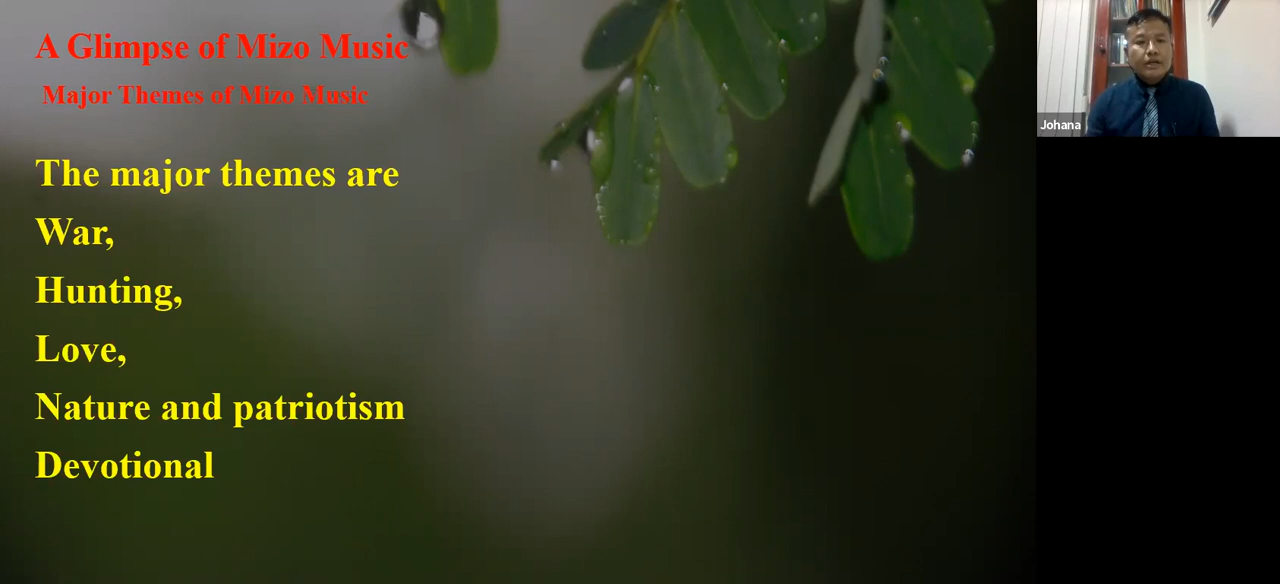 A Glimpse of Mizo Music
Major Themes of Mizo Music
The major themes are
War,
Hunting,
Love,
Nature and patriotism
Devotional
Johana